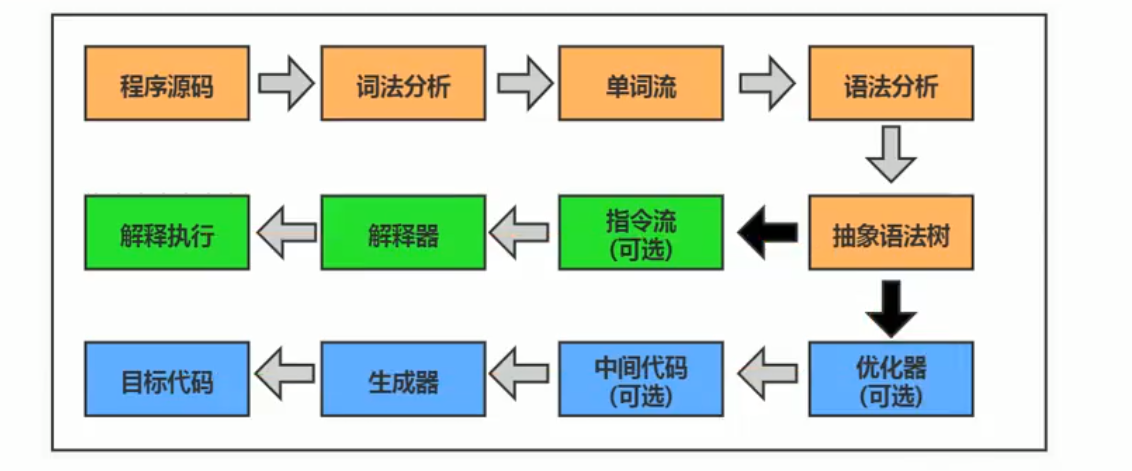 程序源码
词法分析
单词流
语法分析
解释执行
解释器
指令流
(可选)
抽象语法树
目标代码
生成器
中间代码
(可选)
优化器
(可选)